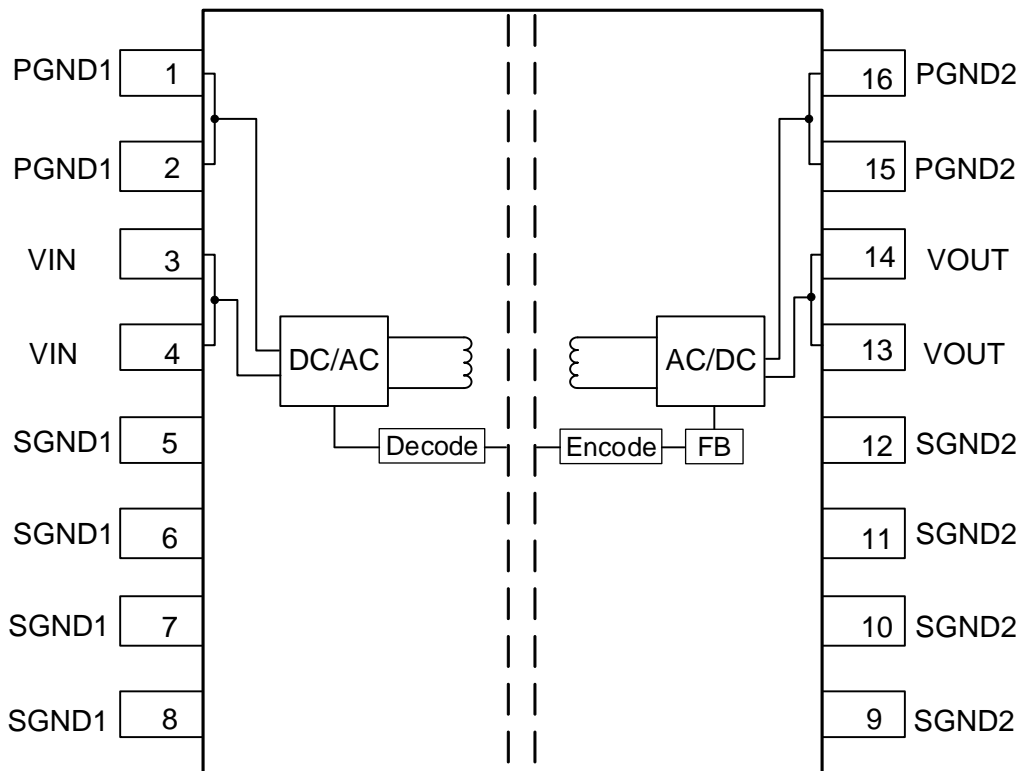 PGND1 1 16 PGND2
PGND1 2 15 PGND2
VIN 3 14 VOUT
VIN 4 13 VOUT
DC/AC AC/DC
SGND1 5 12 SGND2
Decode Encode FB
SGND1 6 11 SGND2
SGND1 7 10 SGND2
SGND1 8 9 SGND2